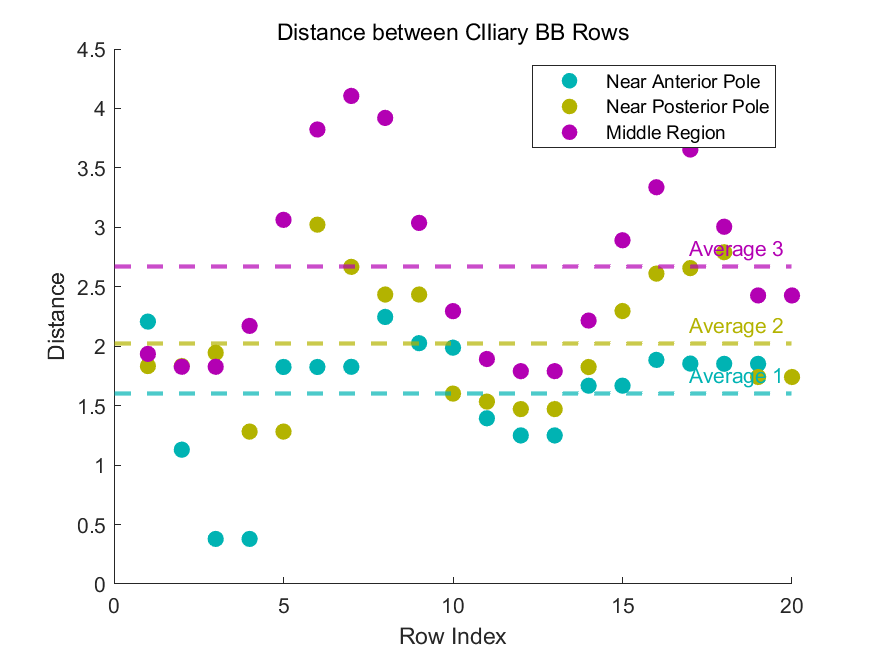 Distance between CIliary BB Rows
4.5
4
3.5
3
2.5
2
1.5
1
0.5
0
Distance
Near Anterior Pole
Near Posterior Pole
Middle Region
Average 3
Average 2
Average 1
0 5 10 15 20
Row Index